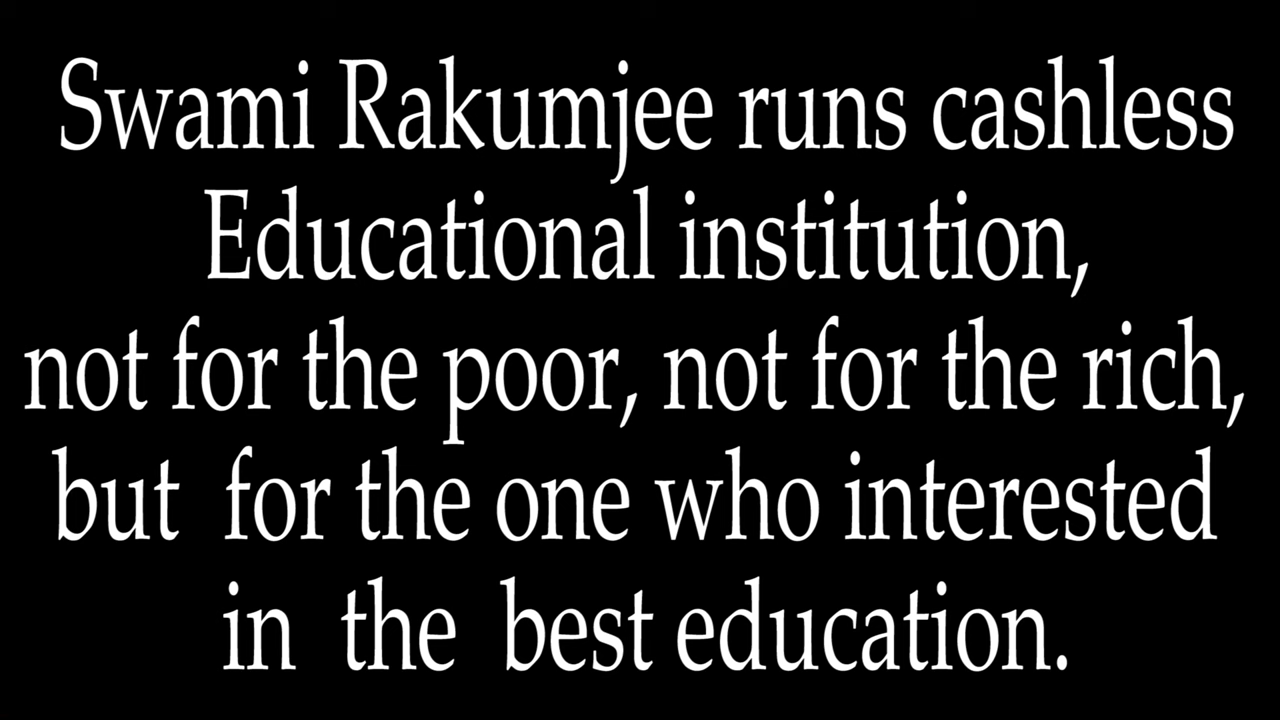 Swami Rakumjee runs cashless
Educational institution,
not for the poor, not for the rich,
but for the one who interested
in the best education.